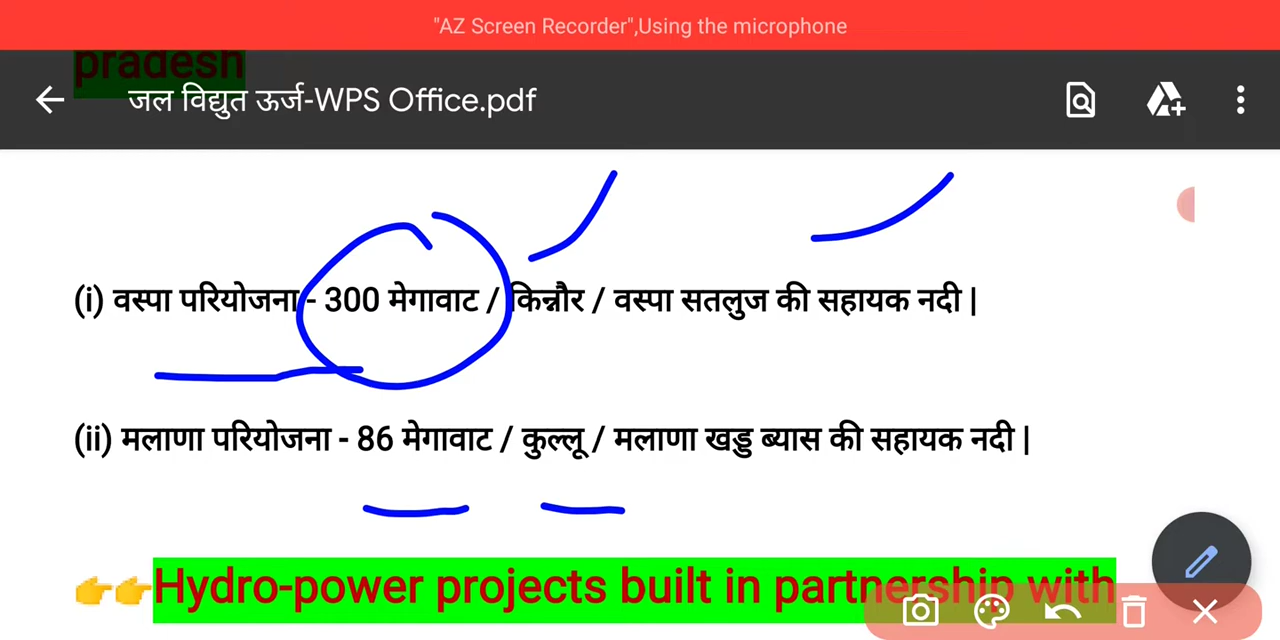 "AZ Screen Recorder",Using the microphone
pradesh
जल विद्युत ऊर्ज-WPS Office.pdf
(i) वस्पा परियोजना - 300 मेगावाट / किन्नौर / वस्पा सतलुज की सहायक नदी |
(ii) मलाणा परियोजना - 86 मेगावाट / कुल्लू / मलाणा खड्ड ब्यास की सहायक नदी |
👉👉Hydro-power projects built in partnership with